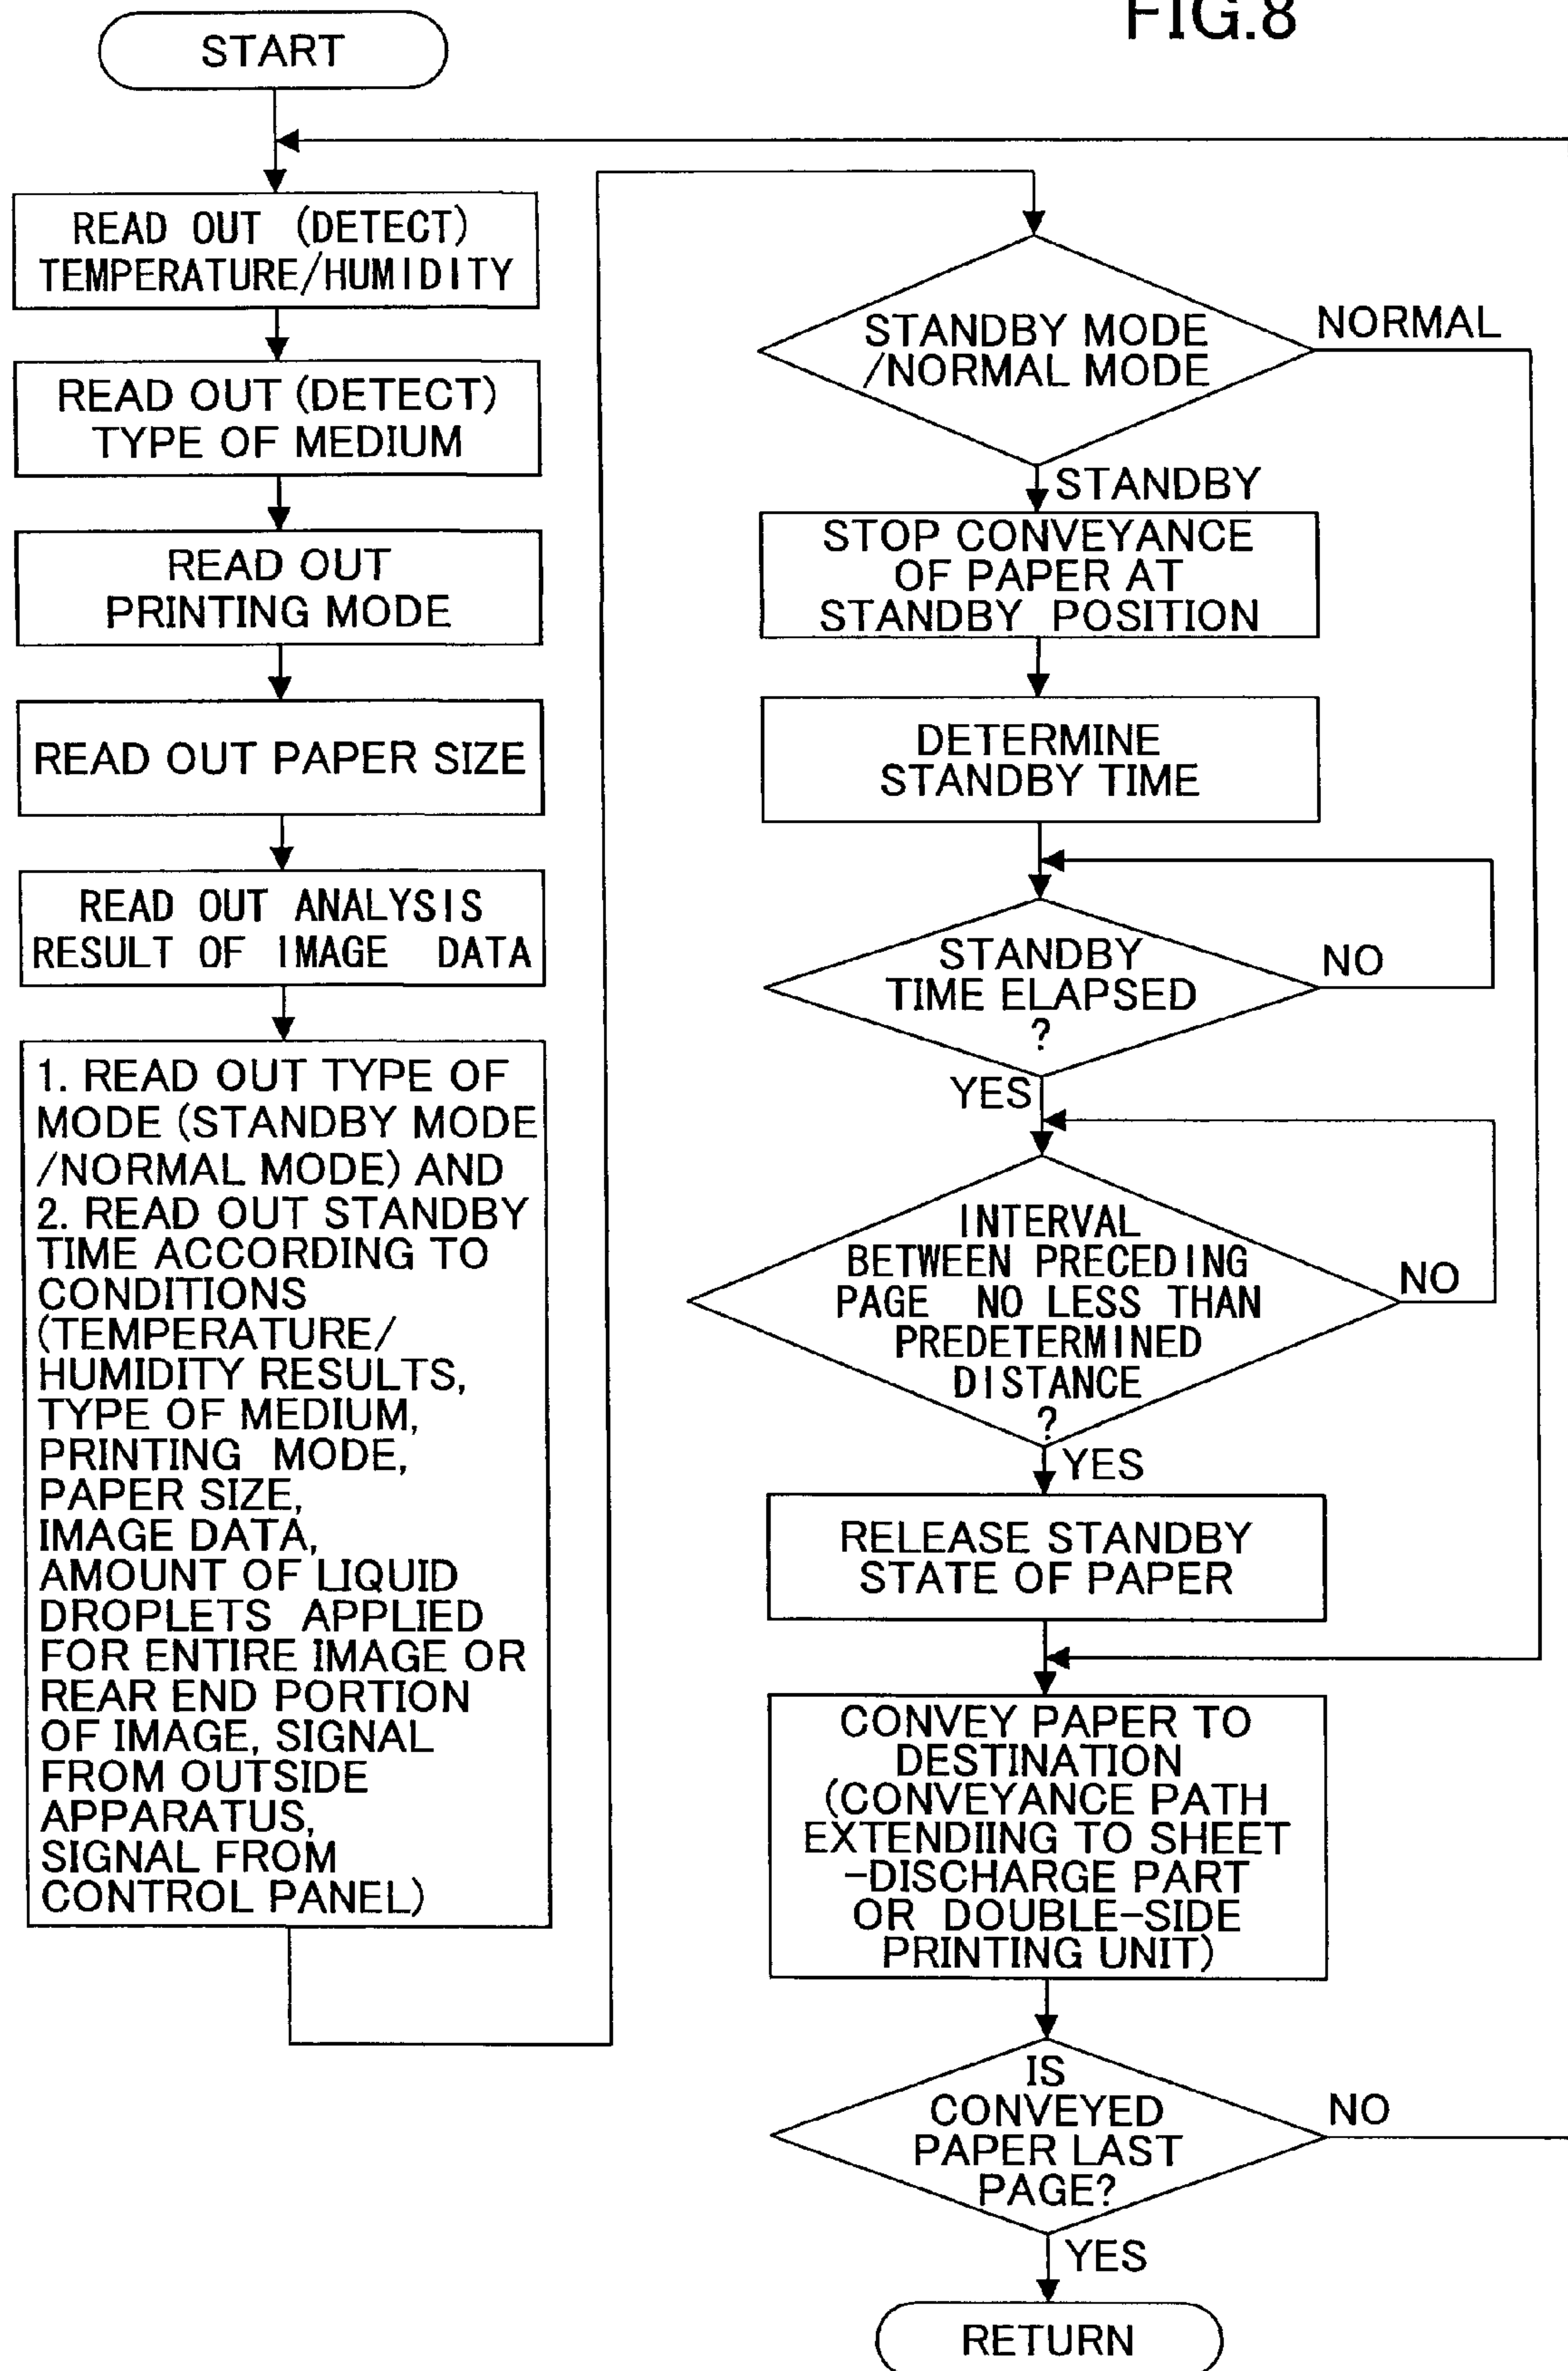 FIG.8
START
READ OUT (DETECT)
TEMPERATURE/HUMIDITY
READ OUT (DETECT)
TYPE OF MEDIUM
READ OUT
PRINTING MODE
READ OUT PAPER SIZE
READ OUT ANALYSIS
RESULT OF IMAGE DATA
1. READ OUT TYPE OF
MODE (STANDBY MODE
/NORMAL MODE) AND
2. READ OUT STANDBY
TIME ACCORDING TO
CONDITIONS
(TEMPERATURE/
HUMIDITY RESULTS,
TYPE OF MEDIUM,
PRINTING MODE,
PAPER SIZE,
IMAGE DATA,
AMOUNT OF LIQUID
DROPLETS APPLIED
FOR ENTIRE IMAGE OR
REAR END PORTION
OF IMAGE, SIGNAL
FROM OUTSIDE
APPARATUS,
SIGNAL FROM
CONTROL PANEL)
STANDBY MODE
/NORMAL MODE
NORMAL
STANDBY
STOP CONVEYANCE
OF PAPER AT
STANDBY POSITION
DETERMINE
STANDBY TIME
STANDBY
TIME ELAPSED
?
NO
YES
INTERVAL
BETWEEN PRECEDING
PAGE NO LESS THAN
PREDETERMINED
DISTANCE
?
NO
YES
RELEASE STANDBY
STATE OF PAPER
CONVEY PAPER TO
DESTINATION
(CONVEYANCE PATH
EXTENDIING TO SHEET
-DISCHARGE PART
OR DOUBLE-SIDE
PRINTING UNIT)
IS
CONVEYED
PAPER LAST
PAGE?
NO
YES
RETURN